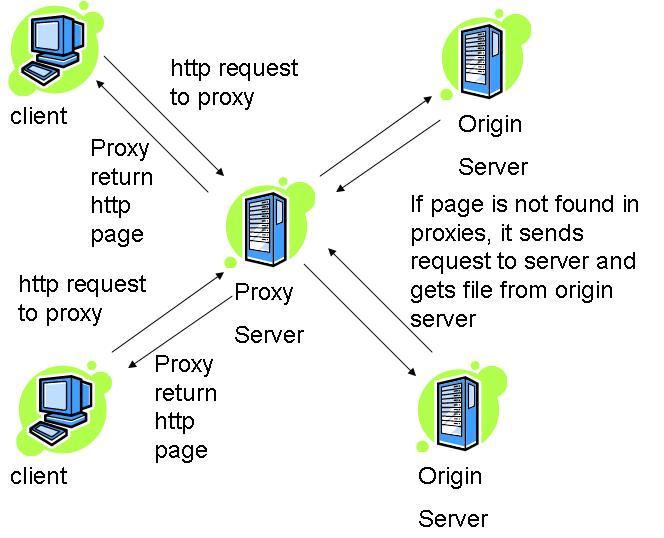 client
http request
to proxy
Proxy
return
http
page
Origin
Server
If page is not found in
proxies, it sends
request to server and
gets file from origin
server
http request
to proxy
Proxy
Server
Proxy
return
http
page
client
Origin
Server